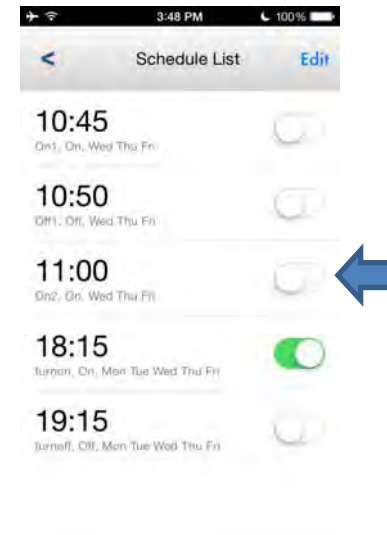 3:48 PM 100%
< Schedule List Edit
10:45
On1, On, Wed Thu Fri
10:50
Off1, Off, Wed Thu Fri
11:00
On2, On, Wed Thu Fri
18:15
turnon, On, Mon Tue Wed Thu Fri
19:15
turnoff, Off, Mon Tue Wed Thu Fri